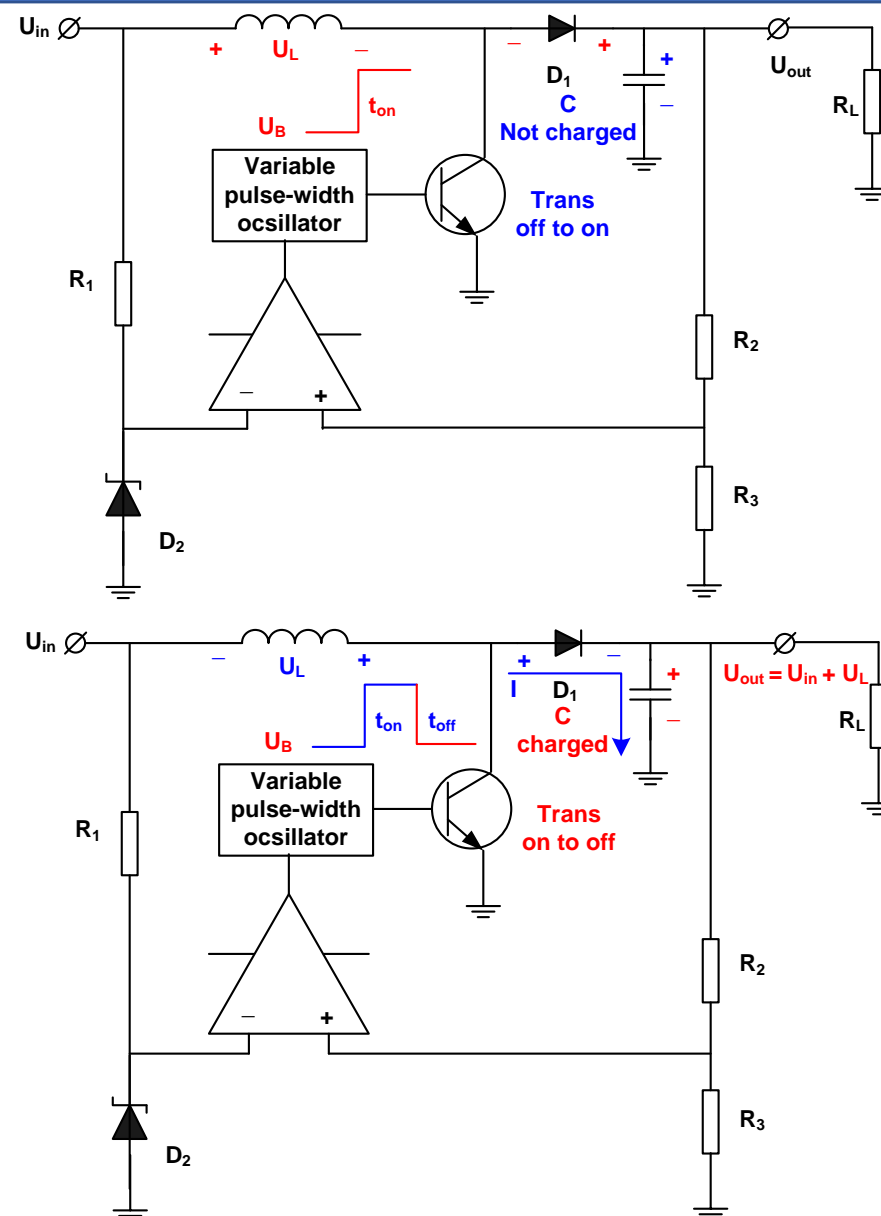 Uin
+ UL −
− D1 +
C
Not charged
+
−
Uout
RL
UB
ton
Variable
pulse-width
ocsillator
Trans
off to on
R1
R2
− +
R3
D2
Uin
− UL +
+ −
I D1
C
charged
+
−
Uout = Uin + UL
RL
UB
ton toff
Variable
pulse-width
ocsillator
Trans
on to off
R1
R2
− +
R3
D2